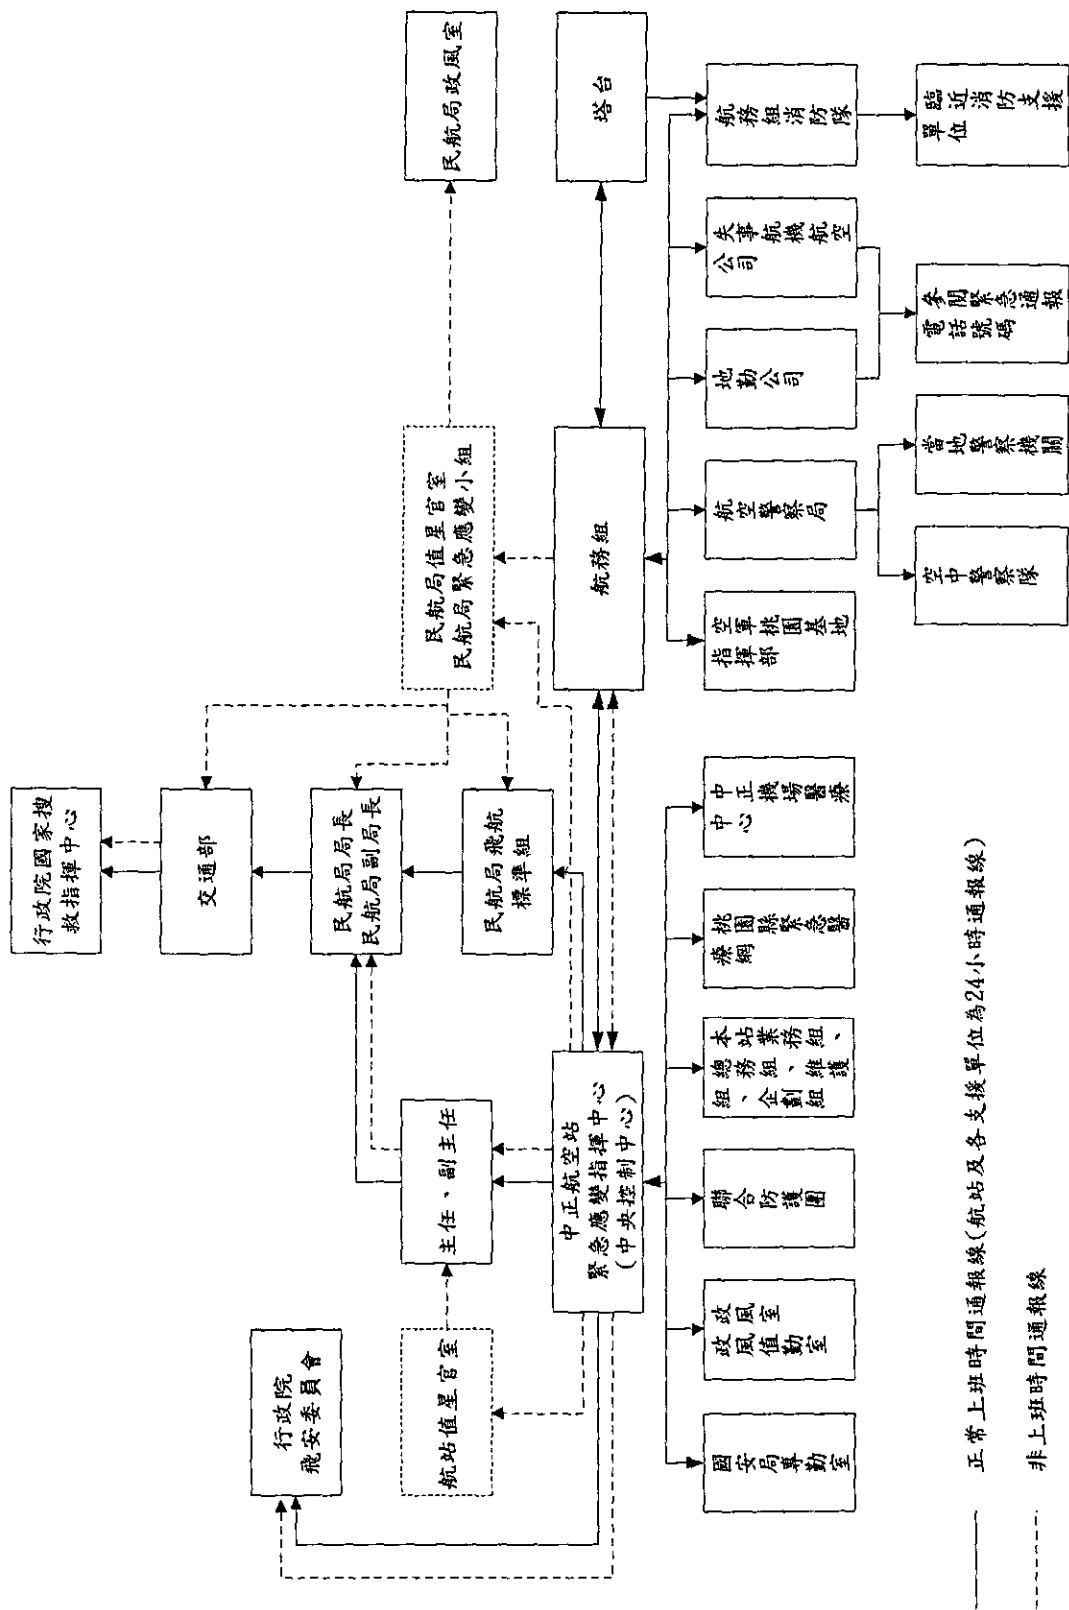 行政院國家搜
救指揮中心
交通部
民航局局長
民航局副局長
民航局飛航
標準組
民航局政風室
民航局值星官室
民航局緊急應變小組
行政院
飛安委員會
主任、副主任
航站值星官室
中正航空站
緊急應變指揮中心
(中央控制中心)
航務組
塔台
國安局專勤室
政風室
政風值勤室
聯合防護團
本站業務組、
總務組、維護
組、企劃組
桃園縣緊急醫
療網
中正機場醫療
中心
空軍桃園基地
指揮部
航空警察局
地勤公司
失事航機航空
公司
航務組消防隊
空中警察隊
當地警察機關
參閱緊急通報
電話號碼
臨近消防支援
單位
正常上班時間通報線(航站及各支援單位為24小時通報線)
非上班時間通報線